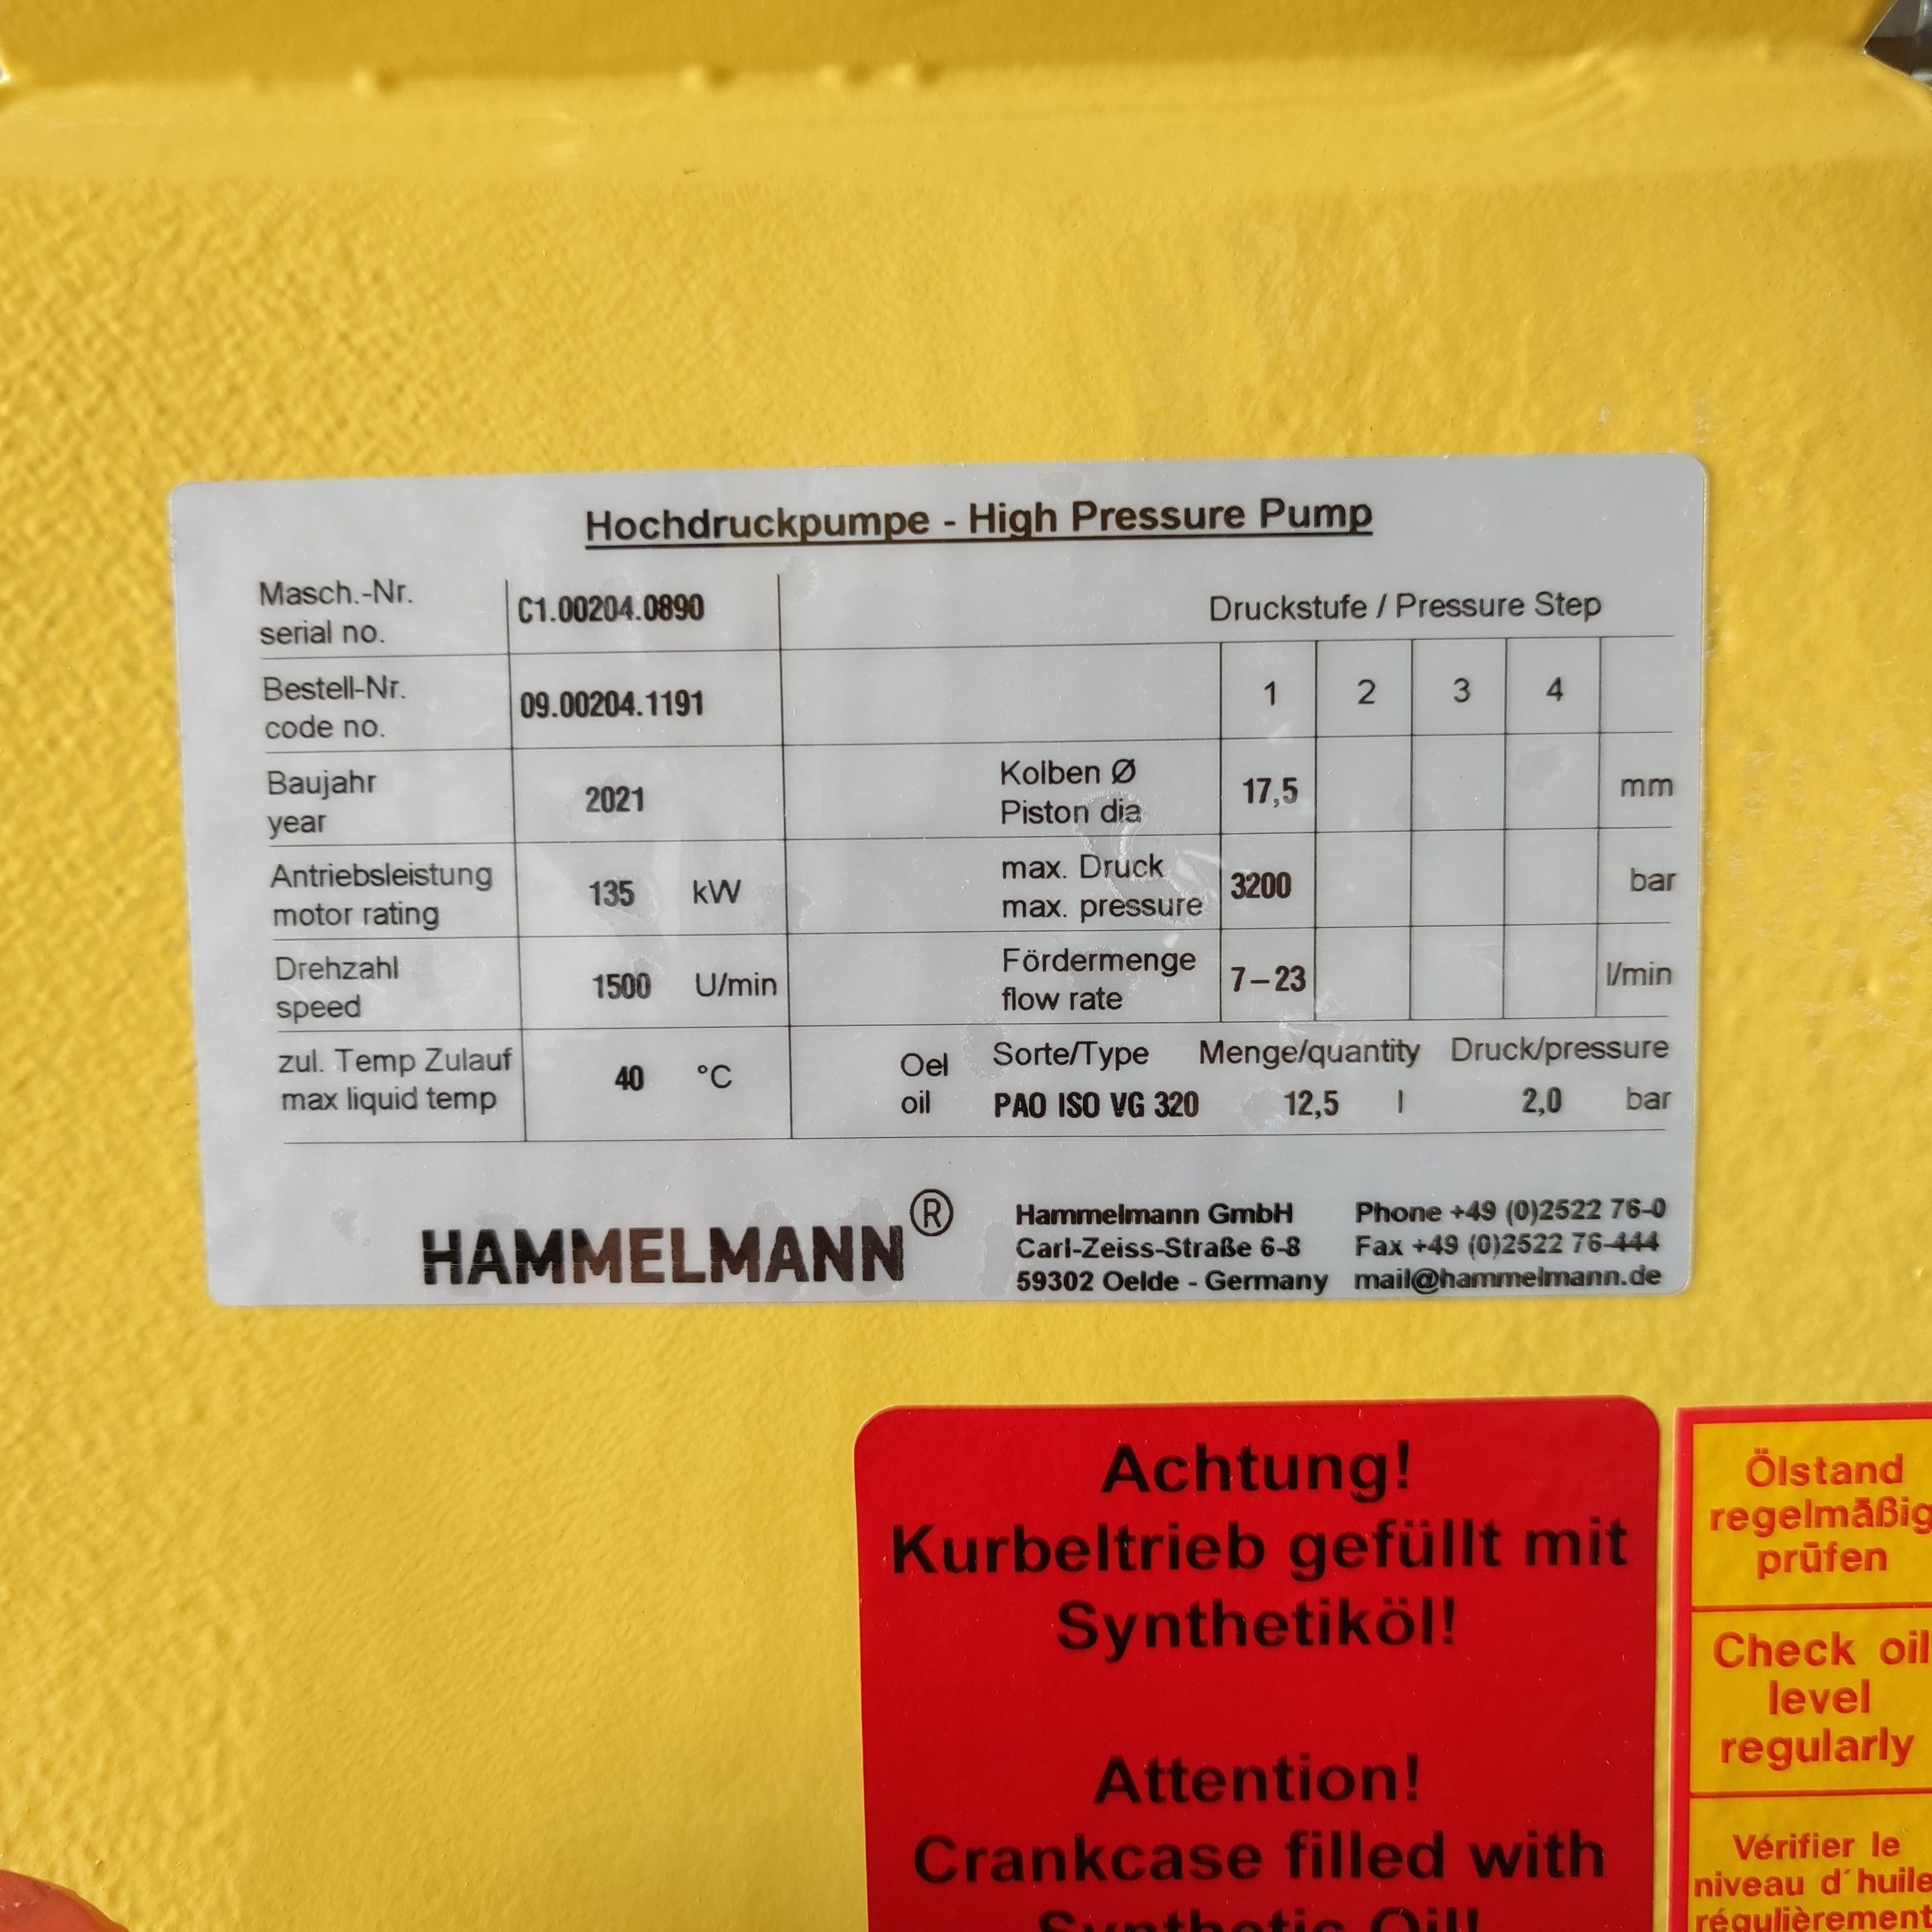 Hochdruckpumpe - High Pressure Pump
Masch.-Nr.
serial no.
C1.00204.0890
Druckstufe / Pressure Step
Bestell-Nr.
code no.
09.00204.1191
1 2 3 4
Baujahr
year
2021
Kolben Ø
Piston dia
17,5
mm
Antriebsleistung
motor rating
135 kW
max. Druck
max. pressure
3200
bar
Drehzahl
speed
1500 U/min
Fördermenge
flow rate
7–23
l/min
zul. Temp Zulauf
max liquid temp
40 °C
Oel
oil
Sorte/Type Menge/quantity Druck/pressure
PAO ISO VG 320 12,5 l 2,0 bar
HAMMELMANN®
Hammelmann GmbH
Carl-Zeiss-Straße 6-8
59302 Oelde - Germany
Phone +49 (0)2522 76-0
Fax +49 (0)2522 76-444
mail@hammelmann.de
Achtung!
Kurbeltrieb gefüllt mit
Synthetiköl!
Attention!
Crankcase filled with
Synthetic Oil!
Ölstand
regelmäßig
prüfen
Check oil
level
regularly
Vérifier le
niveau d´huile
régulièrement